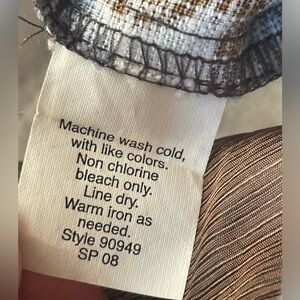 Machine wash cold,
with like colors.
Non chlorine
bleach only.
Line dry.
Warm iron as
needed.
Style 90949
SP 08